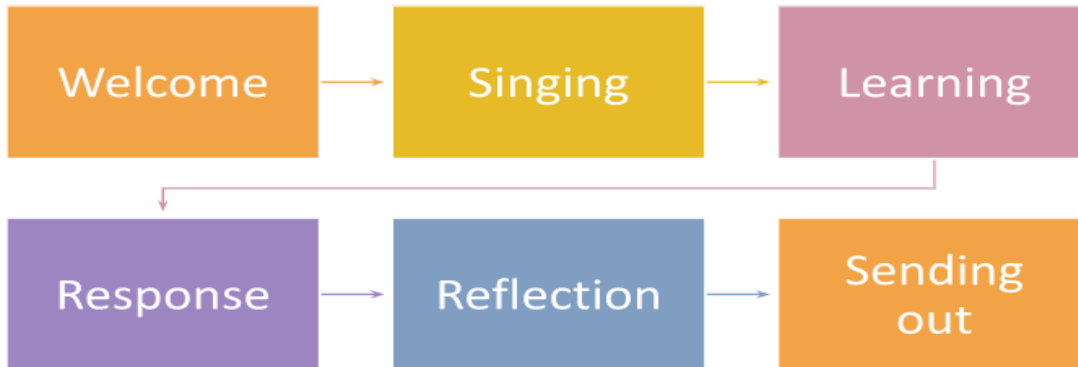 Welcome
Singing
Learning
Response
Reflection
Sending
out